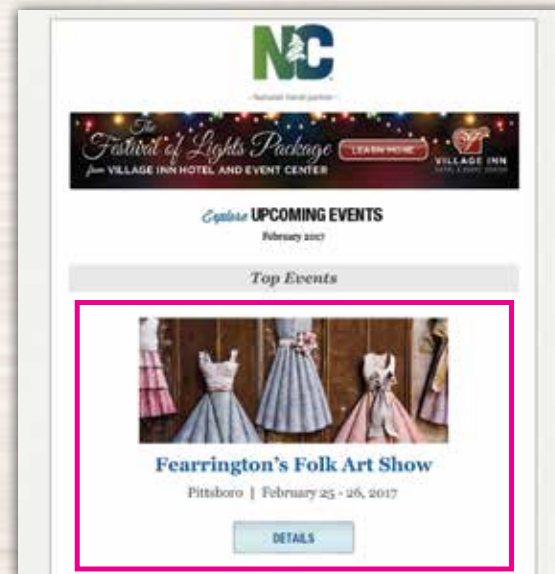 NC
The
Festival of Lights Package
LEARN MORE
from VILLAGE INN HOTEL AND EVENT CENTER
VILLAGE INN
Explore UPCOMING EVENTS
February 2017
Top Events
Fearrington's Folk Art Show
Pittsboro | February 25 - 26, 2017
DETAILS